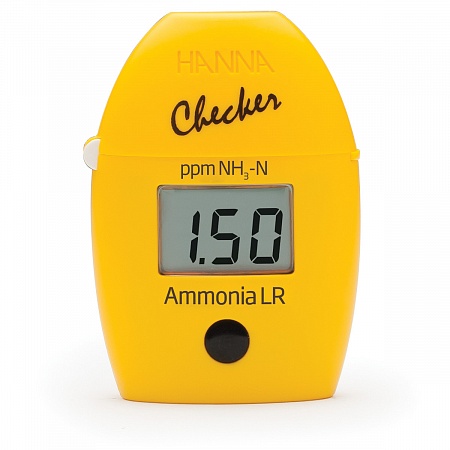 HANNA
Checker
ppm NH₃-N
1.50
Ammonia LR